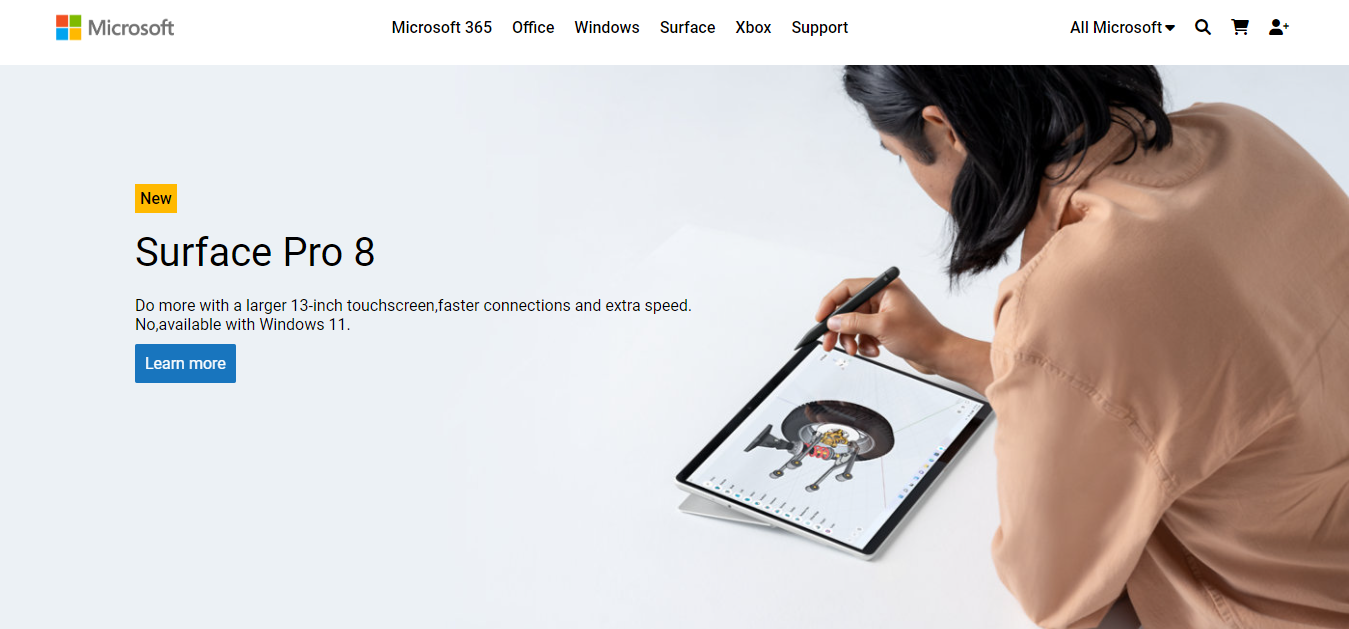 Microsoft
Microsoft 365 Office Windows Surface Xbox Support
All Microsoft
New
Surface Pro 8
Do more with a larger 13-inch touchscreen,faster connections and extra speed.
No,available with Windows 11.
Learn more